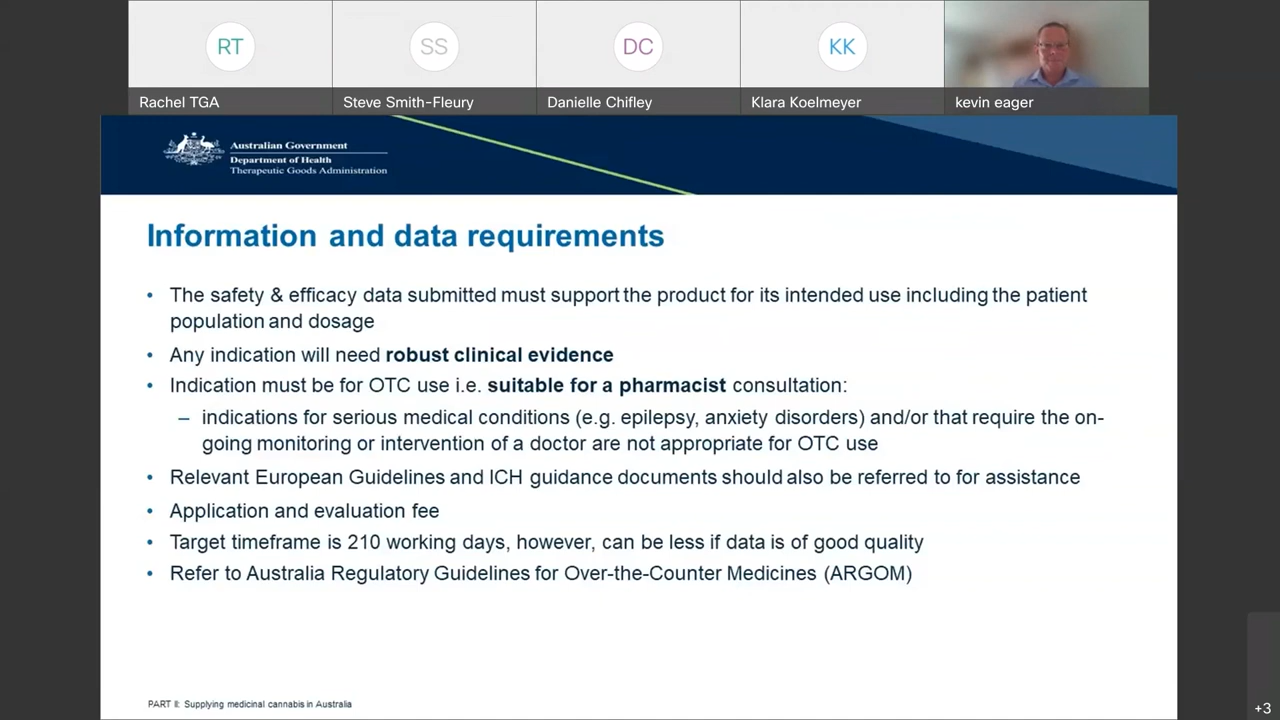 RT
SS
DC
KK
Rachel TGA
Steve Smith-Fleury
Danielle Chifley
Klara Koelmeyer
kevin eager
Australian Government
Department of Health
Therapeutic Goods Administration
Information and data requirements
• The safety & efficacy data submitted must support the product for its intended use including the patient
population and dosage
• Any indication will need robust clinical evidence
• Indication must be for OTC use i.e. suitable for a pharmacist consultation:
– indications for serious medical conditions (e.g. epilepsy, anxiety disorders) and/or that require the on-
going monitoring or intervention of a doctor are not appropriate for OTC use
• Relevant European Guidelines and ICH guidance documents should also be referred to for assistance
• Application and evaluation fee
• Target timeframe is 210 working days, however, can be less if data is of good quality
• Refer to Australia Regulatory Guidelines for Over-the-Counter Medicines (ARGOM)
PART II: Supplying medicinal cannabis in Australia
+3